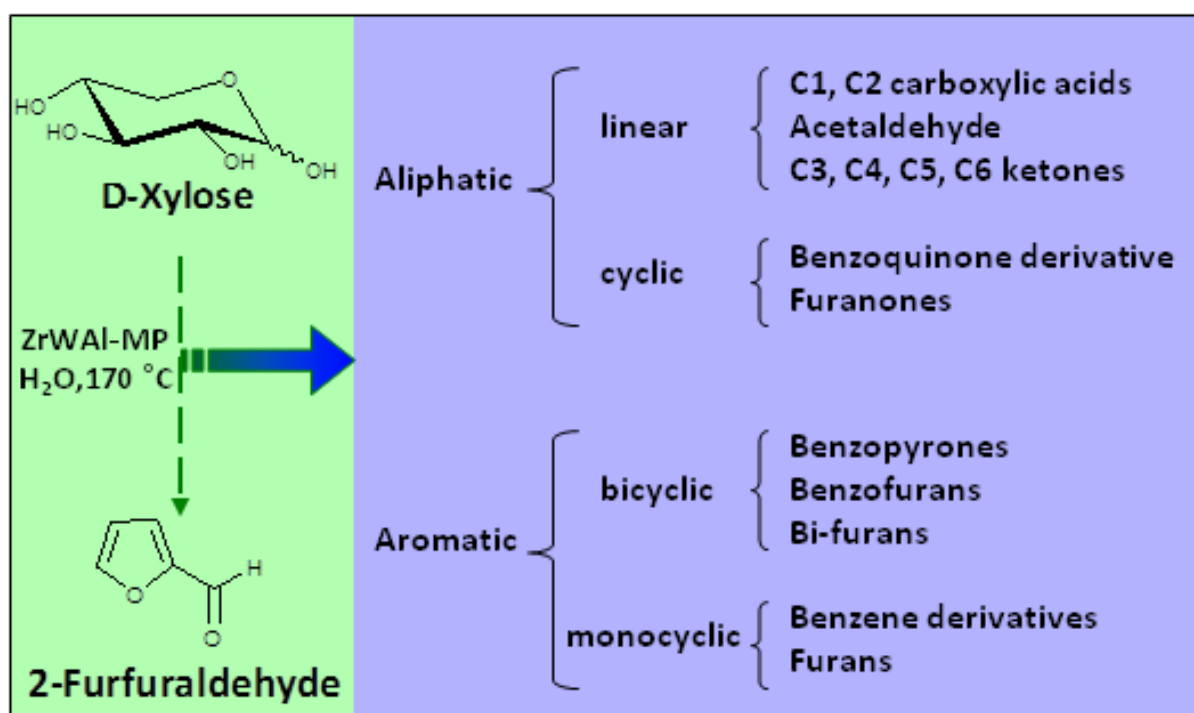 O
HO
HO
OH
OH
D-Xylose
ZrWAl-MP
H₂O,170 °C
H
O
O
2-Furfuraldehyde
Aliphatic
linear
C1, C2 carboxylic acids
Acetaldehyde
C3, C4, C5, C6 ketones
cyclic
Benzoquinone derivative
Furanones
Aromatic
bicyclic
Benzopyrones
Benzofurans
Bi-furans
monocyclic
Benzene derivatives
Furans